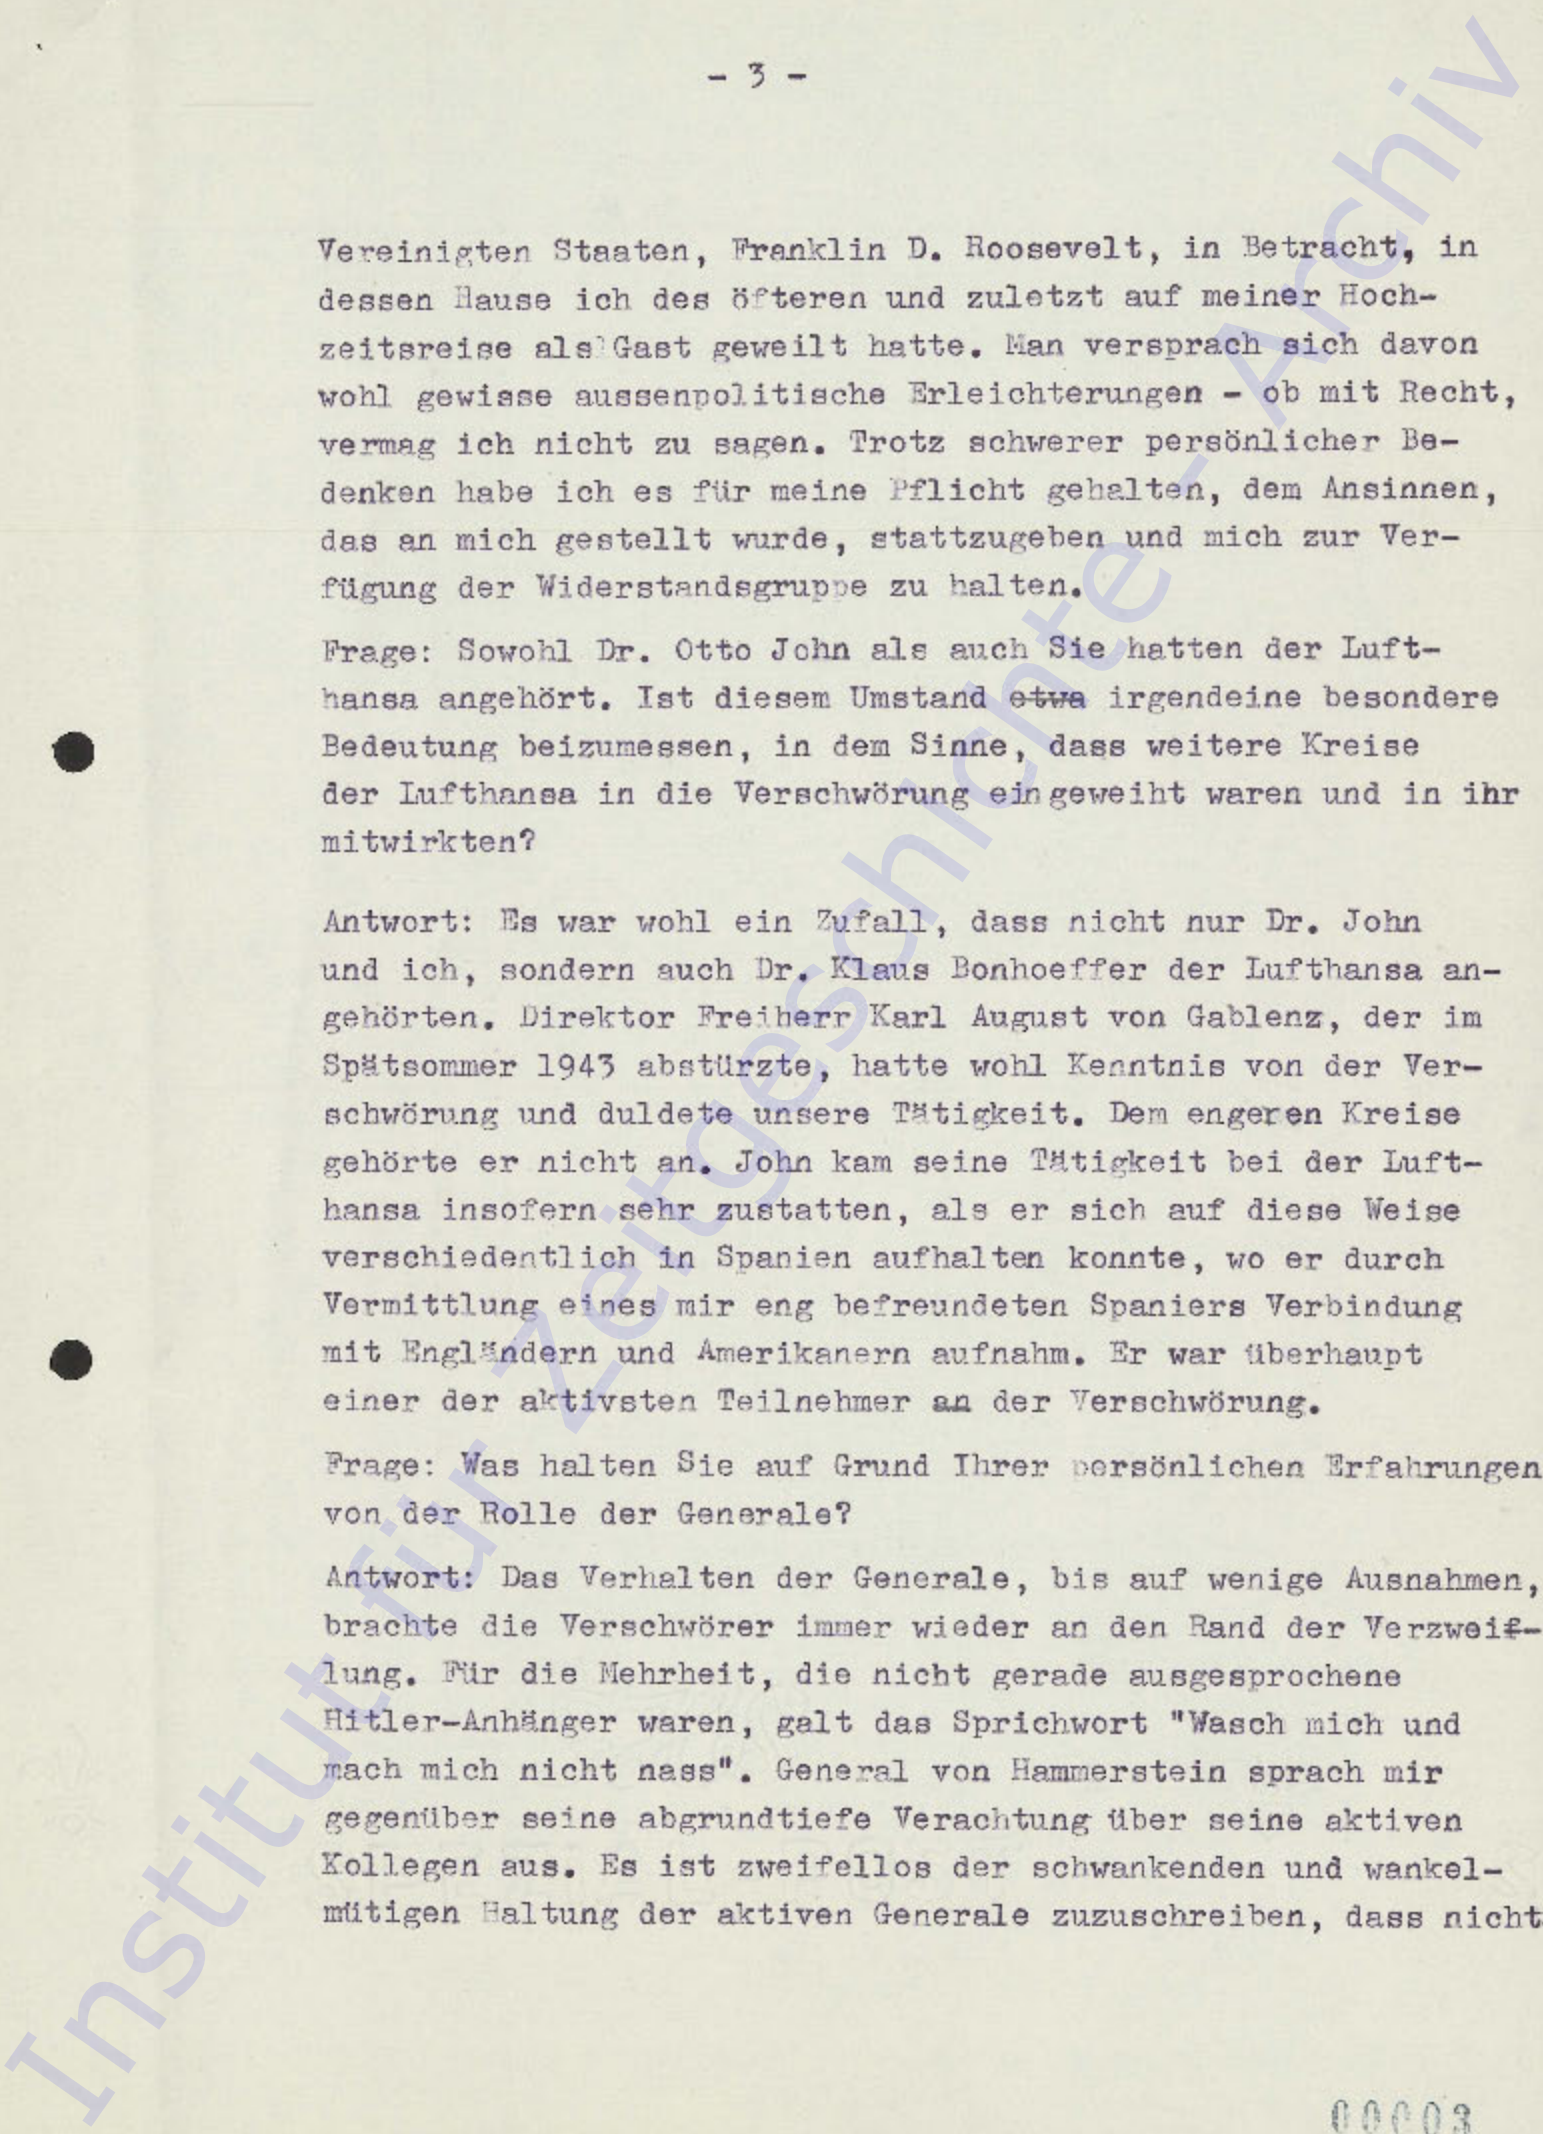 - 3 -
Vereinigten Staaten, Franklin D. Roosevelt, in Betracht, in
dessen Hause ich des öfteren und zuletzt auf meiner Hoch-
zeitsreise als Gast geweilt hatte. Man versprach sich davon
wohl gewisse aussenpolitische Erleichterungen - ob mit Recht,
vermag ich nicht zu sagen. Trotz schwerer persönlicher Be-
denken habe ich es für meine Pflicht gehalten, dem Ansinnen,
das an mich gestellt wurde, stattzugeben und mich zur Ver-
fügung der Widerstandsgruppe zu halten.
Frage: Sowohl Dr. Otto John als auch Sie hatten der Luft-
hansa angehört. Ist diesem Umstand etwa irgendeine besondere
Bedeutung beizumessen, in dem Sinne, dass weitere Kreise
der Lufthansa in die Verschwörung eingeweiht waren und in ihr
mitwirkten?
Antwort: Es war wohl ein Zufall, dass nicht nur Dr. John
und ich, sondern auch Dr. Klaus Bonhoeffer der Lufthansa an-
gehörten. Direktor Freiherr Karl August von Gablenz, der im
Spätsommer 1943 abstürzte, hatte wohl Kenntnis von der Ver-
schwörung und duldete unsere Tätigkeit. Dem engeren Kreise
gehörte er nicht an. John kam seine Tätigkeit bei der Luft-
hansa insofern sehr zustatten, als er sich auf diese Weise
verschiedentlich in Spanien aufhalten konnte, wo er durch
Vermittlung eines mir eng befreundeten Spaniers Verbindung
mit Engländern und Amerikanern aufnahm. Er war überhaupt
einer der aktivsten Teilnehmer an der Verschwörung.
Frage: Was halten Sie auf Grund Ihrer persönlichen Erfahrungen
von der Rolle der Generale?
Antwort: Das Verhalten der Generale, bis auf wenige Ausnahmen,
brachte die Verschwörer immer wieder an den Rand der Verzweif-
lung. Für die Mehrheit, die nicht gerade ausgesprochene
Hitler-Anhänger waren, galt das Sprichwort "Wasch mich und
mach mich nicht nass". General von Hammerstein sprach mir
gegenüber seine abgrundtiefe Verachtung über seine aktiven
Kollegen aus. Es ist zweifellos der schwankenden und wankel-
mütigen Haltung der aktiven Generale zuzuschreiben, dass nicht
00003
Institut für Zeitgeschichte - Archiv